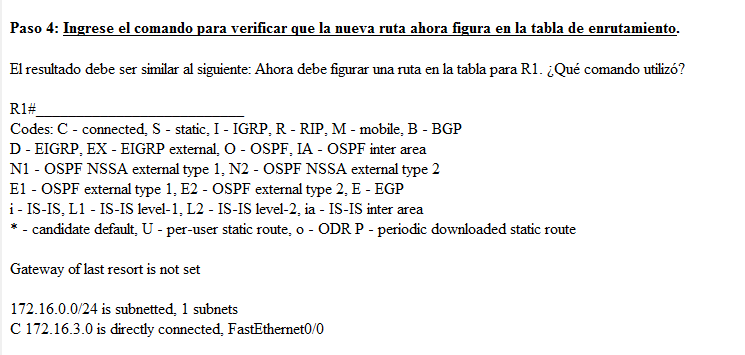 Paso 4: Ingrese el comando para verificar que la nueva ruta ahora figura en la tabla de enrutamiento.
El resultado debe ser similar al siguiente: Ahora debe figurar una ruta en la tabla para R1. ¿Qué comando utilizó?
R1#_________________________
Codes: C - connected, S - static, I - IGRP, R - RIP, M - mobile, B - BGP
D - EIGRP, EX - EIGRP external, O - OSPF, IA - OSPF inter area
N1 - OSPF NSSA external type 1, N2 - OSPF NSSA external type 2
E1 - OSPF external type 1, E2 - OSPF external type 2, E - EGP
i - IS-IS, L1 - IS-IS level-1, L2 - IS-IS level-2, ia - IS-IS inter area
* - candidate default, U - per-user static route, o - ODR P - periodic downloaded static route
Gateway of last resort is not set
172.16.0.0/24 is subnetted, 1 subnets
C 172.16.3.0 is directly connected, FastEthernet0/0